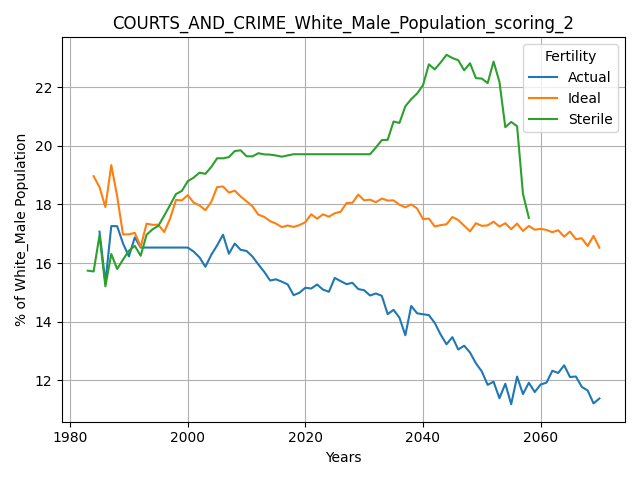 COURTS_AND_CRIME_White_Male_Population_scoring_2
Fertility
Actual
Ideal
Sterile
% of White_Male Population
22
20
18
16
14
12
1980
2000
2020
2040
2060
Years